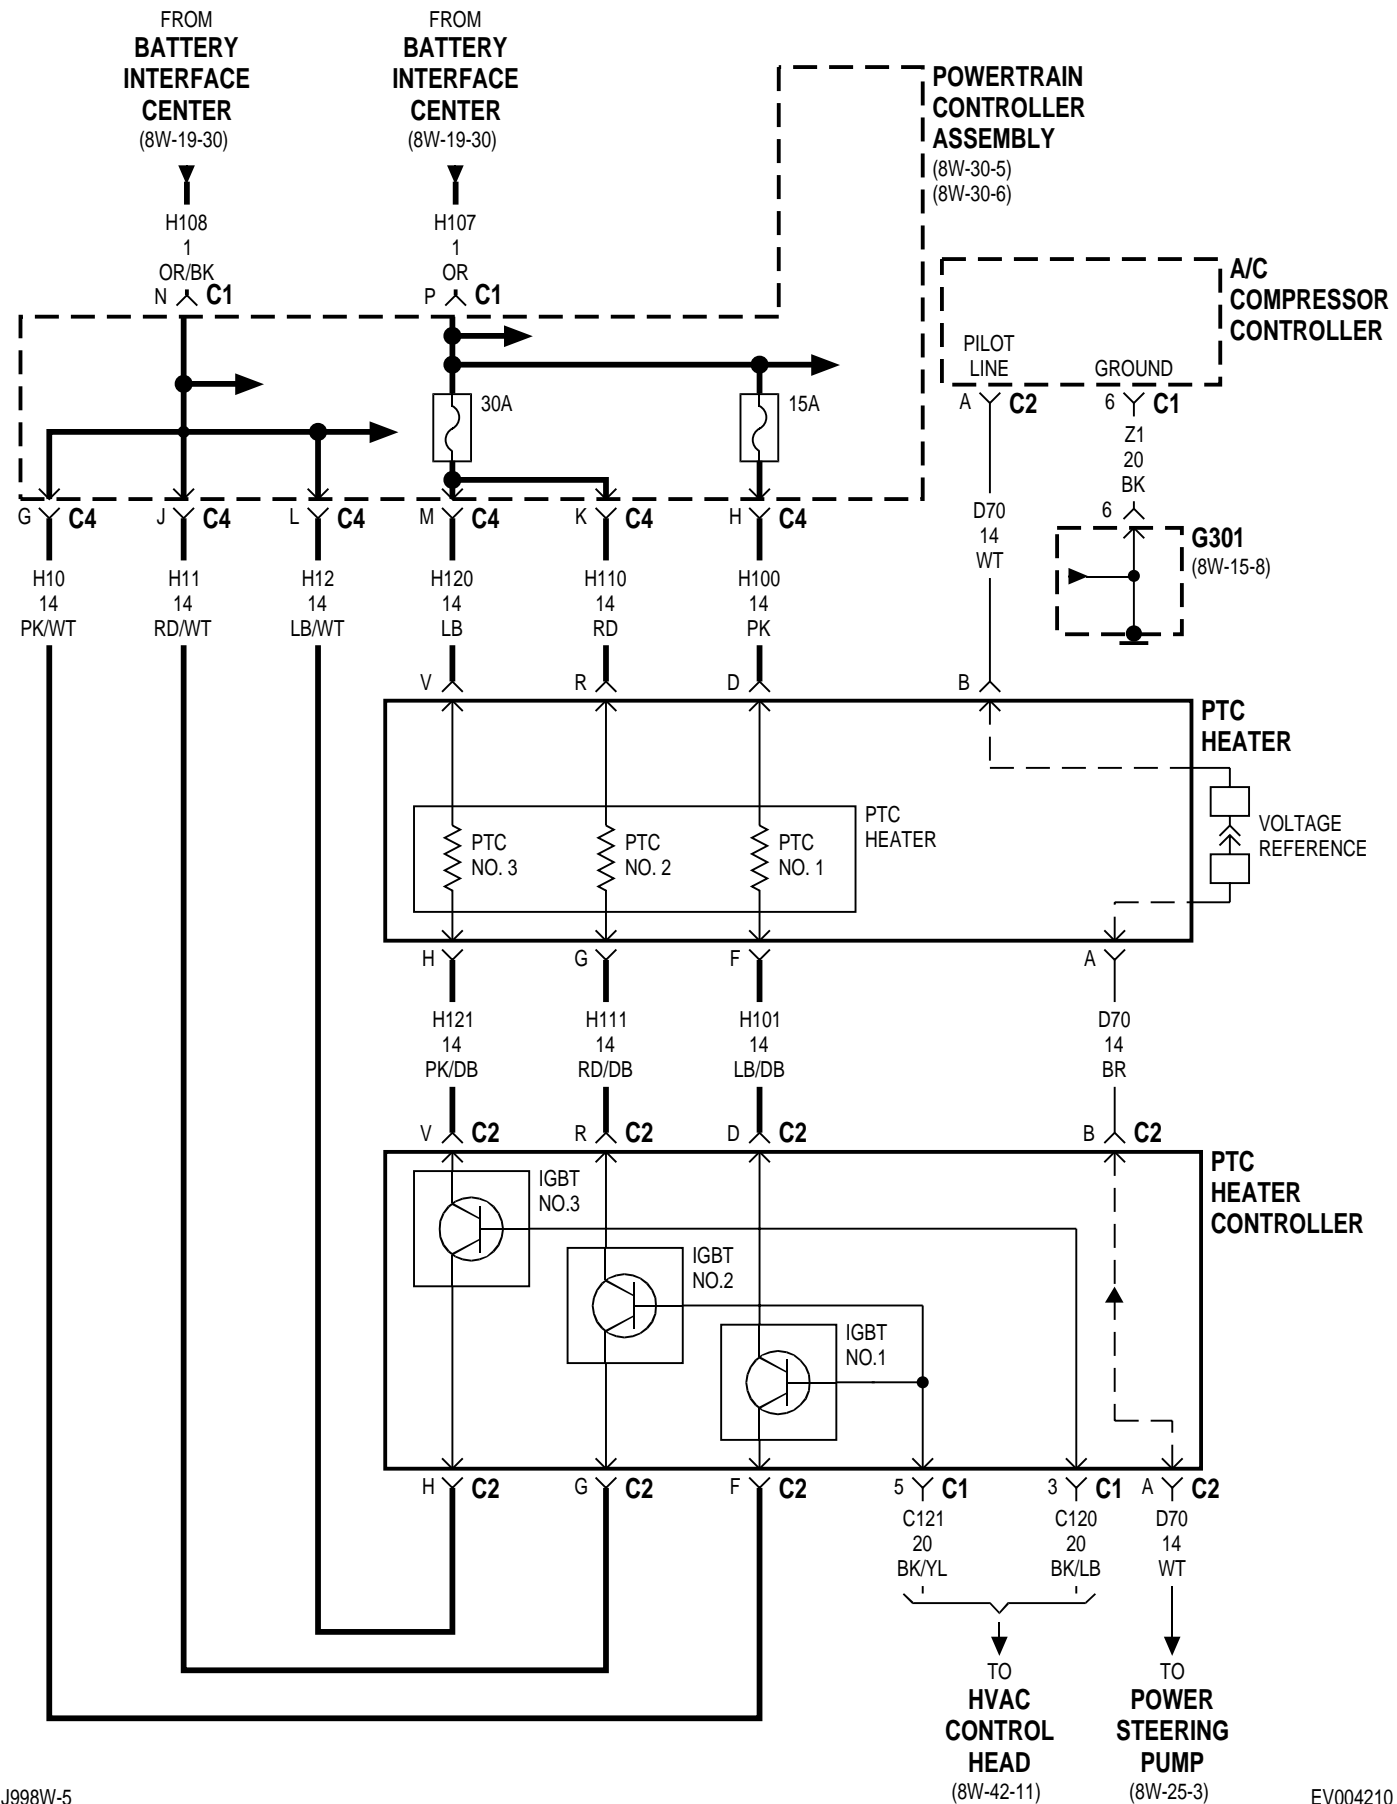 FROM
BATTERY
INTERFACE
CENTER
(8W-19-30)
H108
1
OR/BK
N C1
FROM
BATTERY
INTERFACE
CENTER
(8W-19-30)
H107
1
OR
P C1
POWERTRAIN
CONTROLLER
ASSEMBLY
(8W-30-5)
(8W-30-6)
30A
15A
A/C
COMPRESSOR
CONTROLLER
PILOT
LINE
GROUND
A C2
6 C1
Z1
20
BK
6
G301
(8W-15-8)
D70
14
WT
G C4
J C4
L C4
M C4
K C4
H C4
H10
14
PK/WT
H11
14
RD/WT
H12
14
LB/WT
H120
14
LB
H110
14
RD
H100
14
PK
V
R
D
B
PTC
HEATER
PTC
HEATER
PTC
NO. 3
PTC
NO. 2
PTC
NO. 1
VOLTAGE
REFERENCE
H
G
F
A
H121
14
PK/DB
H111
14
RD/DB
H101
14
LB/DB
D70
14
BR
V C2
R C2
D C2
B C2
PTC
HEATER
CONTROLLER
IGBT
NO.3
IGBT
NO.2
IGBT
NO.1
H C2
G C2
F C2
5 C1
3 C1
A C2
C121
20
BK/YL
C120
20
BK/LB
D70
14
WT
TO
HVAC
CONTROL
HEAD
(8W-42-11)
TO
POWER
STEERING
PUMP
(8W-25-3)
J998W-5
EV004210